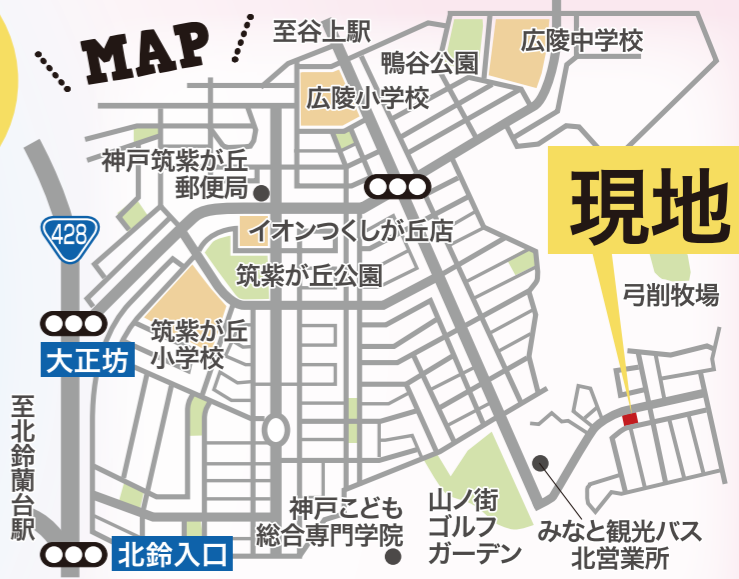 MAP
至谷上駅
鴨谷公園
広陵中学校
広陵小学校
神戸筑紫が丘
郵便局
現地
428
イオンつくしが丘店
筑紫が丘公園
弓削牧場
筑紫が丘
小学校
大正坊
至北鈴蘭台駅
神戸こども
総合専門学院
山ノ街
ゴルフ
ガーデン
みなと観光バス
北営業所
北鈴入口